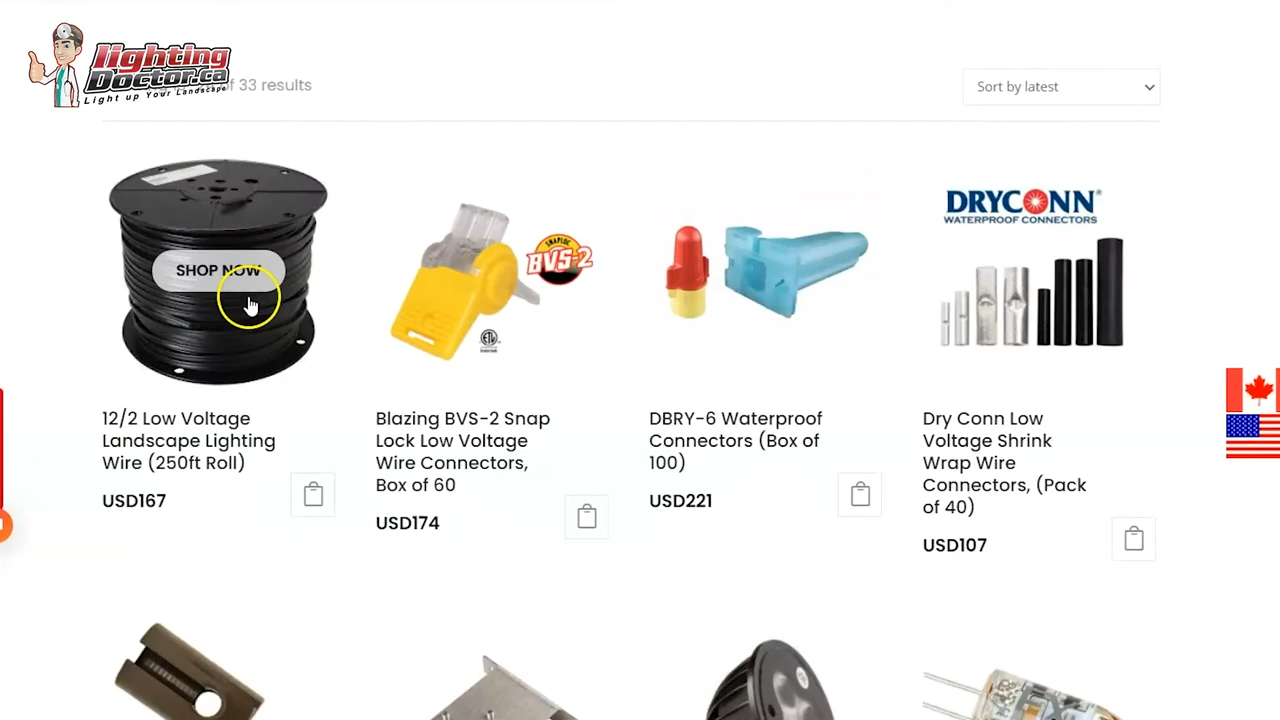 lighting
Doctor.ca
Light up Your Landscape
of 33 results
Sort by latest
SHOP NOW
SNAPLOC
BVS-2
ETL
DRYCONN
WATERPROOF CONNECTORS
12/2 Low Voltage
Landscape Lighting
Wire (250ft Roll)
USD167
Blazing BVS-2 Snap
Lock Low Voltage
Wire Connectors,
Box of 60
USD174
DBRY-6 Waterproof
Connectors (Box of
100)
USD221
Dry Conn Low
Voltage Shrink
Wrap Wire
Connectors, (Pack
of 40)
USD107